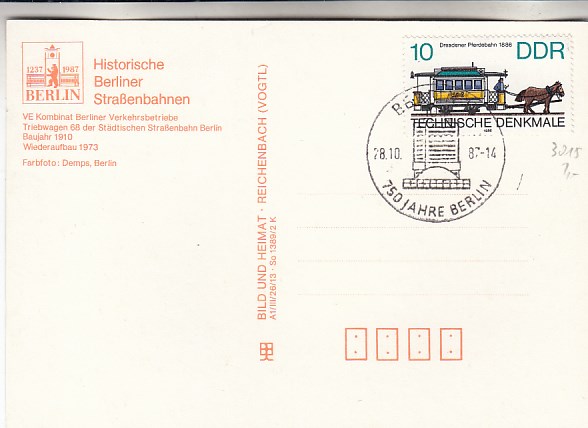 1237 1987
BERLIN
Historische
Berliner
Straßenbahnen
VE Kombinat Berliner Verkehrsbetriebe
Triebwagen 68 der Städtischen Straßenbahn Berlin
Baujahr 1910
Wiederaufbau 1973
Farbfoto: Demps, Berlin
BILD UND HEIMAT · REICHENBACH (VOGTL)
A1/III/26/13 · So 1389/2 K
Dresdener Pferdebahn 1886
10 DDR
TECHNISCHE DENKMALE
1986
28.10. 87-14
750 JAHRE BERLIN
3015